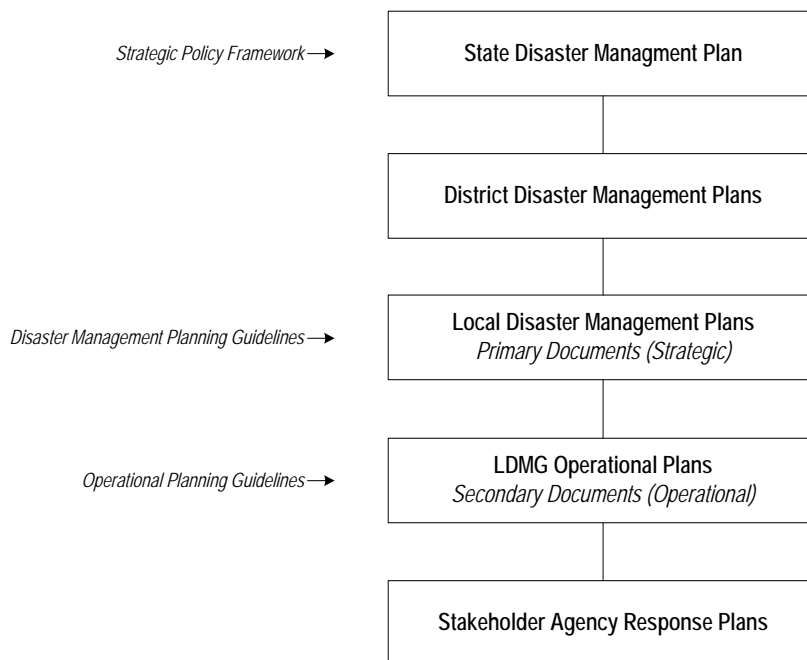 Strategic Policy Framework
State Disaster Managment Plan
District Disaster Management Plans
Disaster Management Planning Guidelines
Local Disaster Management Plans
Primary Documents (Strategic)
Operational Planning Guidelines
LDMG Operational Plans
Secondary Documents (Operational)
Stakeholder Agency Response Plans